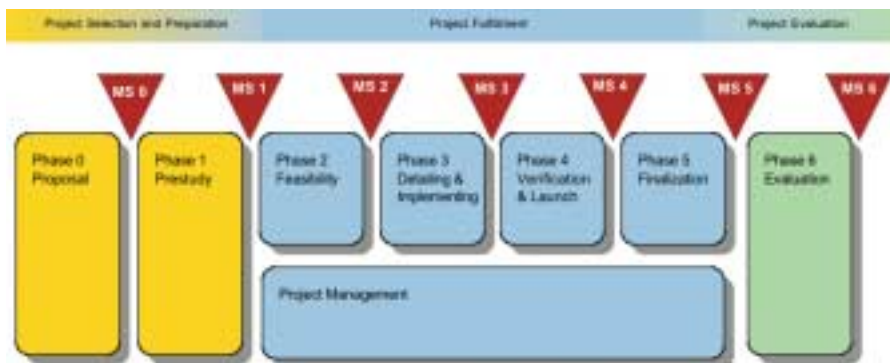 Project Selection and Preparation
Project Fulfilment
Project Evaluation
MS 0
MS 1
MS 2
MS 3
MS 4
MS 5
MS 6
Phase 0
Proposal
Phase 1
Prestudy
Phase 2
Feasibility
Phase 3
Detailing &
Implementing
Phase 4
Verification
& Launch
Phase 5
Finalization
Phase 6
Evaluation
Project Management